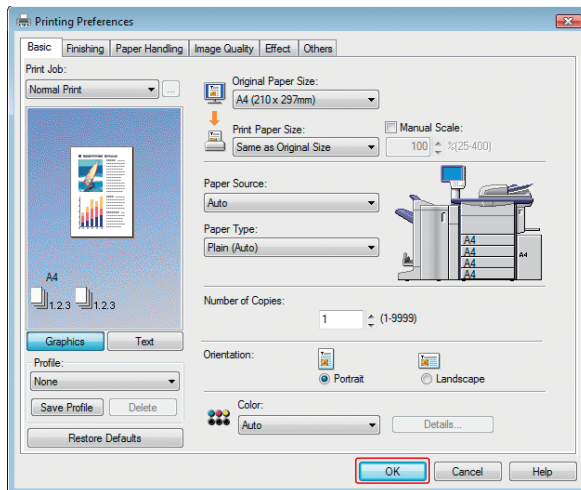 Printing Preferences
Basic Finishing Paper Handling Image Quality Effect Others
Print Job:
Normal Print ...
Original Paper Size:
A4 (210 x 297mm)
Print Paper Size:
Same as Original Size
Manual Scale:
100 %(25-400)
Paper Source:
Auto
Paper Type:
Plain (Auto)
A4
A4
A4
A4
A4
A4
1.2.3 1.2.3
Number of Copies:
1 (1-9999)
Graphics Text
Profile:
None
Save Profile Delete
Restore Defaults
Orientation:
Portrait Landscape
Color:
Auto Details...
OK Cancel Help